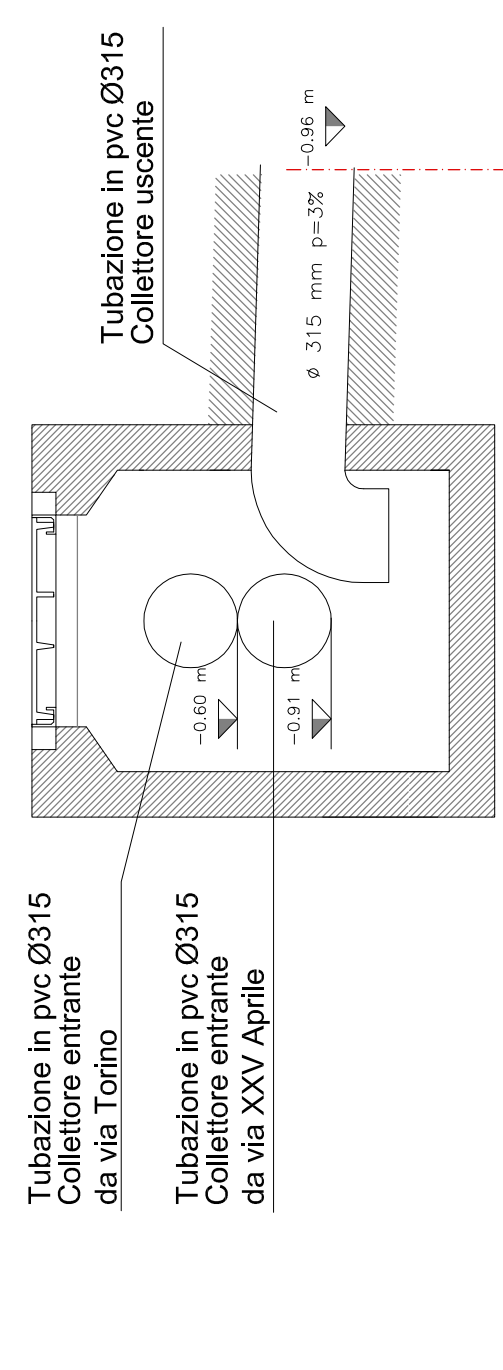 Tubazione in pvc Ø315
Collettore entrante
da via Torino
Tubazione in pvc Ø315
Collettore entrante
da via XXV Aprile
-0.60 m
-0.91 m
Tubazione in pvc Ø315
Collettore uscente
ø 315 mm p=3%
-0.96 m